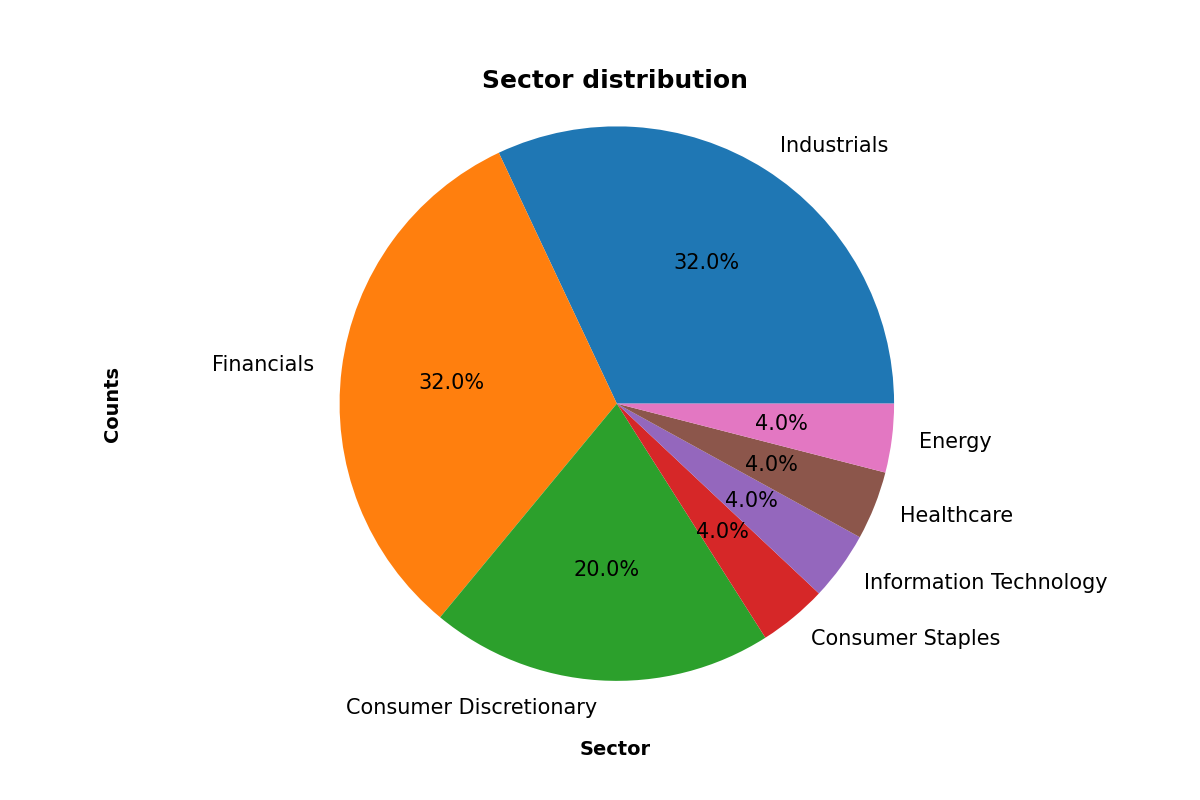 Sector distribution
Industrials
32.0%
Financials
32.0%
Counts
4.0%
Energy
4.0%
Healthcare
4.0%
Information Technology
4.0%
Consumer Staples
20.0%
Consumer Discretionary
Sector